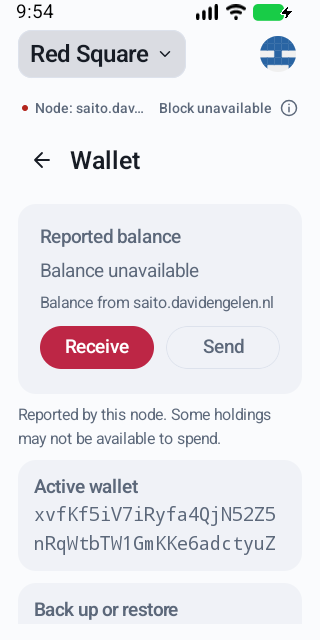 9:54
Red Square
Node: saito.dav... Block unavailable
Wallet
Reported balance
Balance unavailable
Balance from saito.davidengelen.nl
Receive Send
Reported by this node. Some holdings
may not be available to spend.
Active wallet
xvfKf5iV7iRyfa4QjN52Z5
nRqWtbTW1GmKKe6adctyuZ
Back up or restore